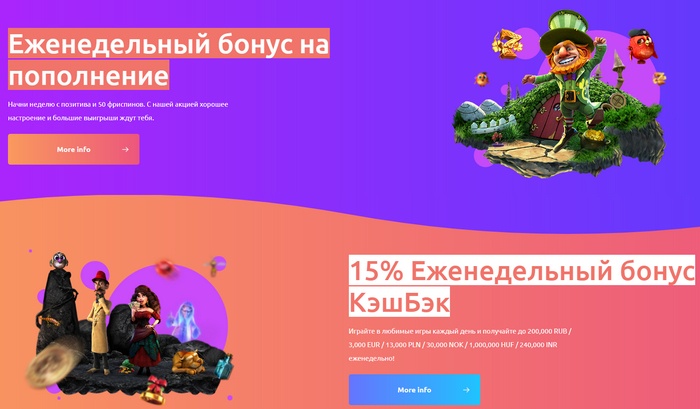 Еженедельный бонус на
пополнение
Начни неделю с позитива и 50 фриспинов. С нашей акцией хорошее
настроение и большие выигрыши ждут тебя.
More info
15% Еженедельный бонус
КэшБэк
Играйте в любимые игры каждый день и получайте до 200,000 RUB /
3,000 EUR / 13,000 PLN / 30,000 NOK / 1,000,000 HUF / 240,000 INR
еженедельно!
More info